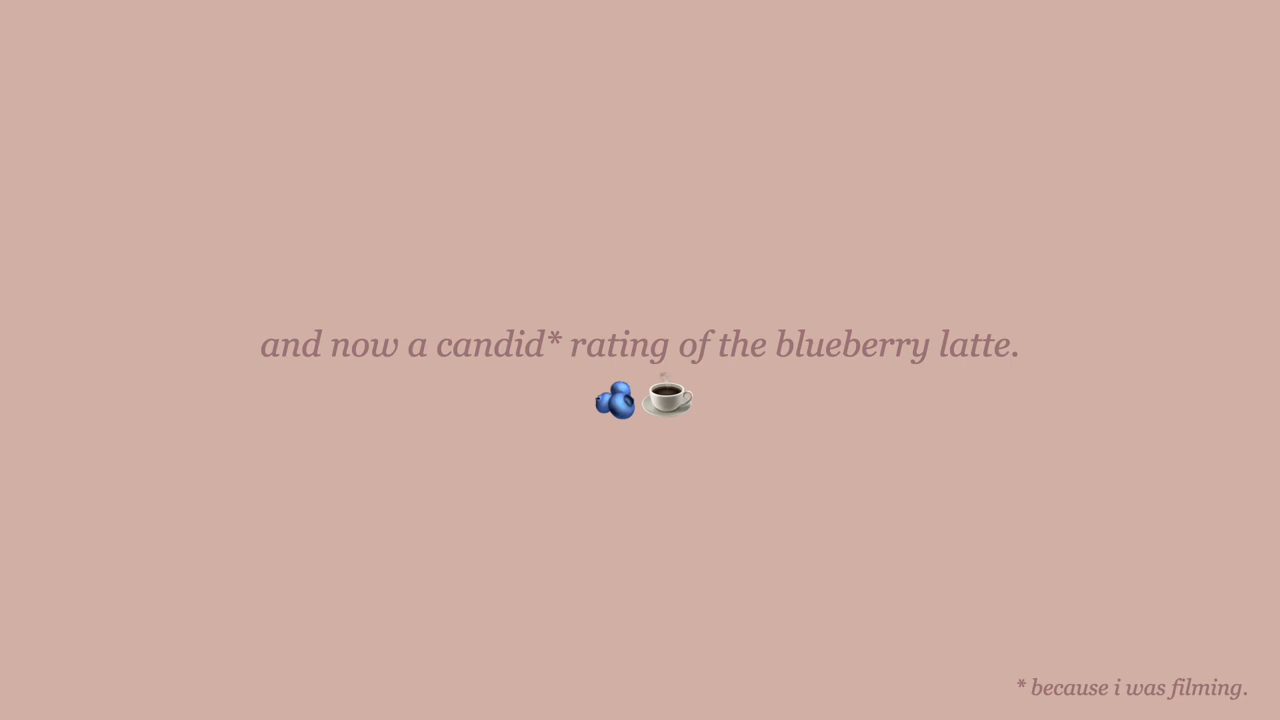 and now a candid* rating of the blueberry latte.
🫐☕
* because i was filming.